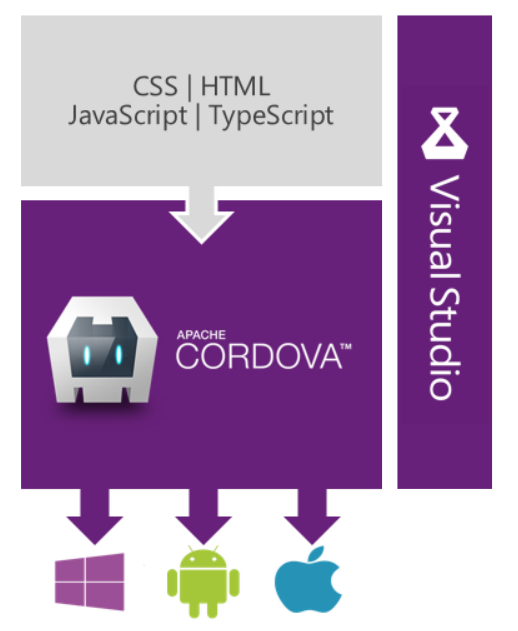 CSS | HTML
JavaScript | TypeScript
APACHE
CORDOVA™
Visual Studio